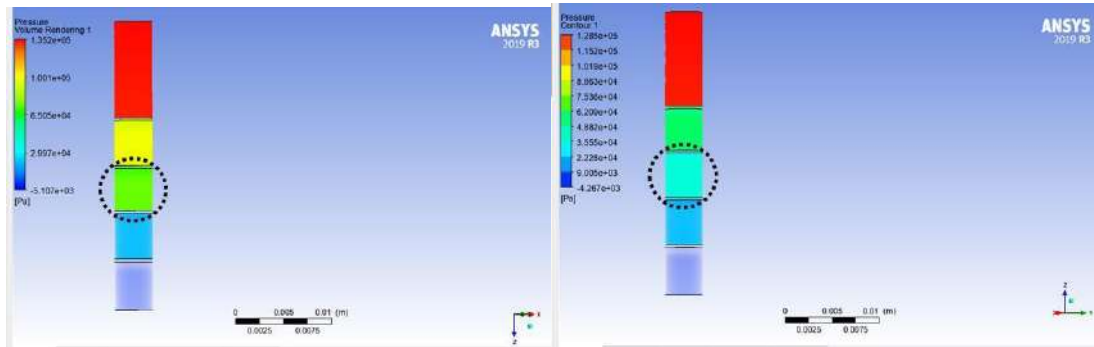 Pressure
Volume Rendering 1
1.352e+05
1.001e+05
6.505e+04
2.997e+04
-5.107e+03
[Pa]
ANSYS
2019 R3
0 0.005 0.01 (m)
0.0025 0.0075
Z
Pressure
Contour 1
1.285e+05
1.152e+05
1.019e+05
8.863e+04
7.536e+04
6.209e+04
4.882e+04
3.555e+04
2.228e+04
9.005e+03
-4.267e+03
[Pa]
ANSYS
2019 R3
0 0.005 0.01 (m)
0.0025 0.0075
Z